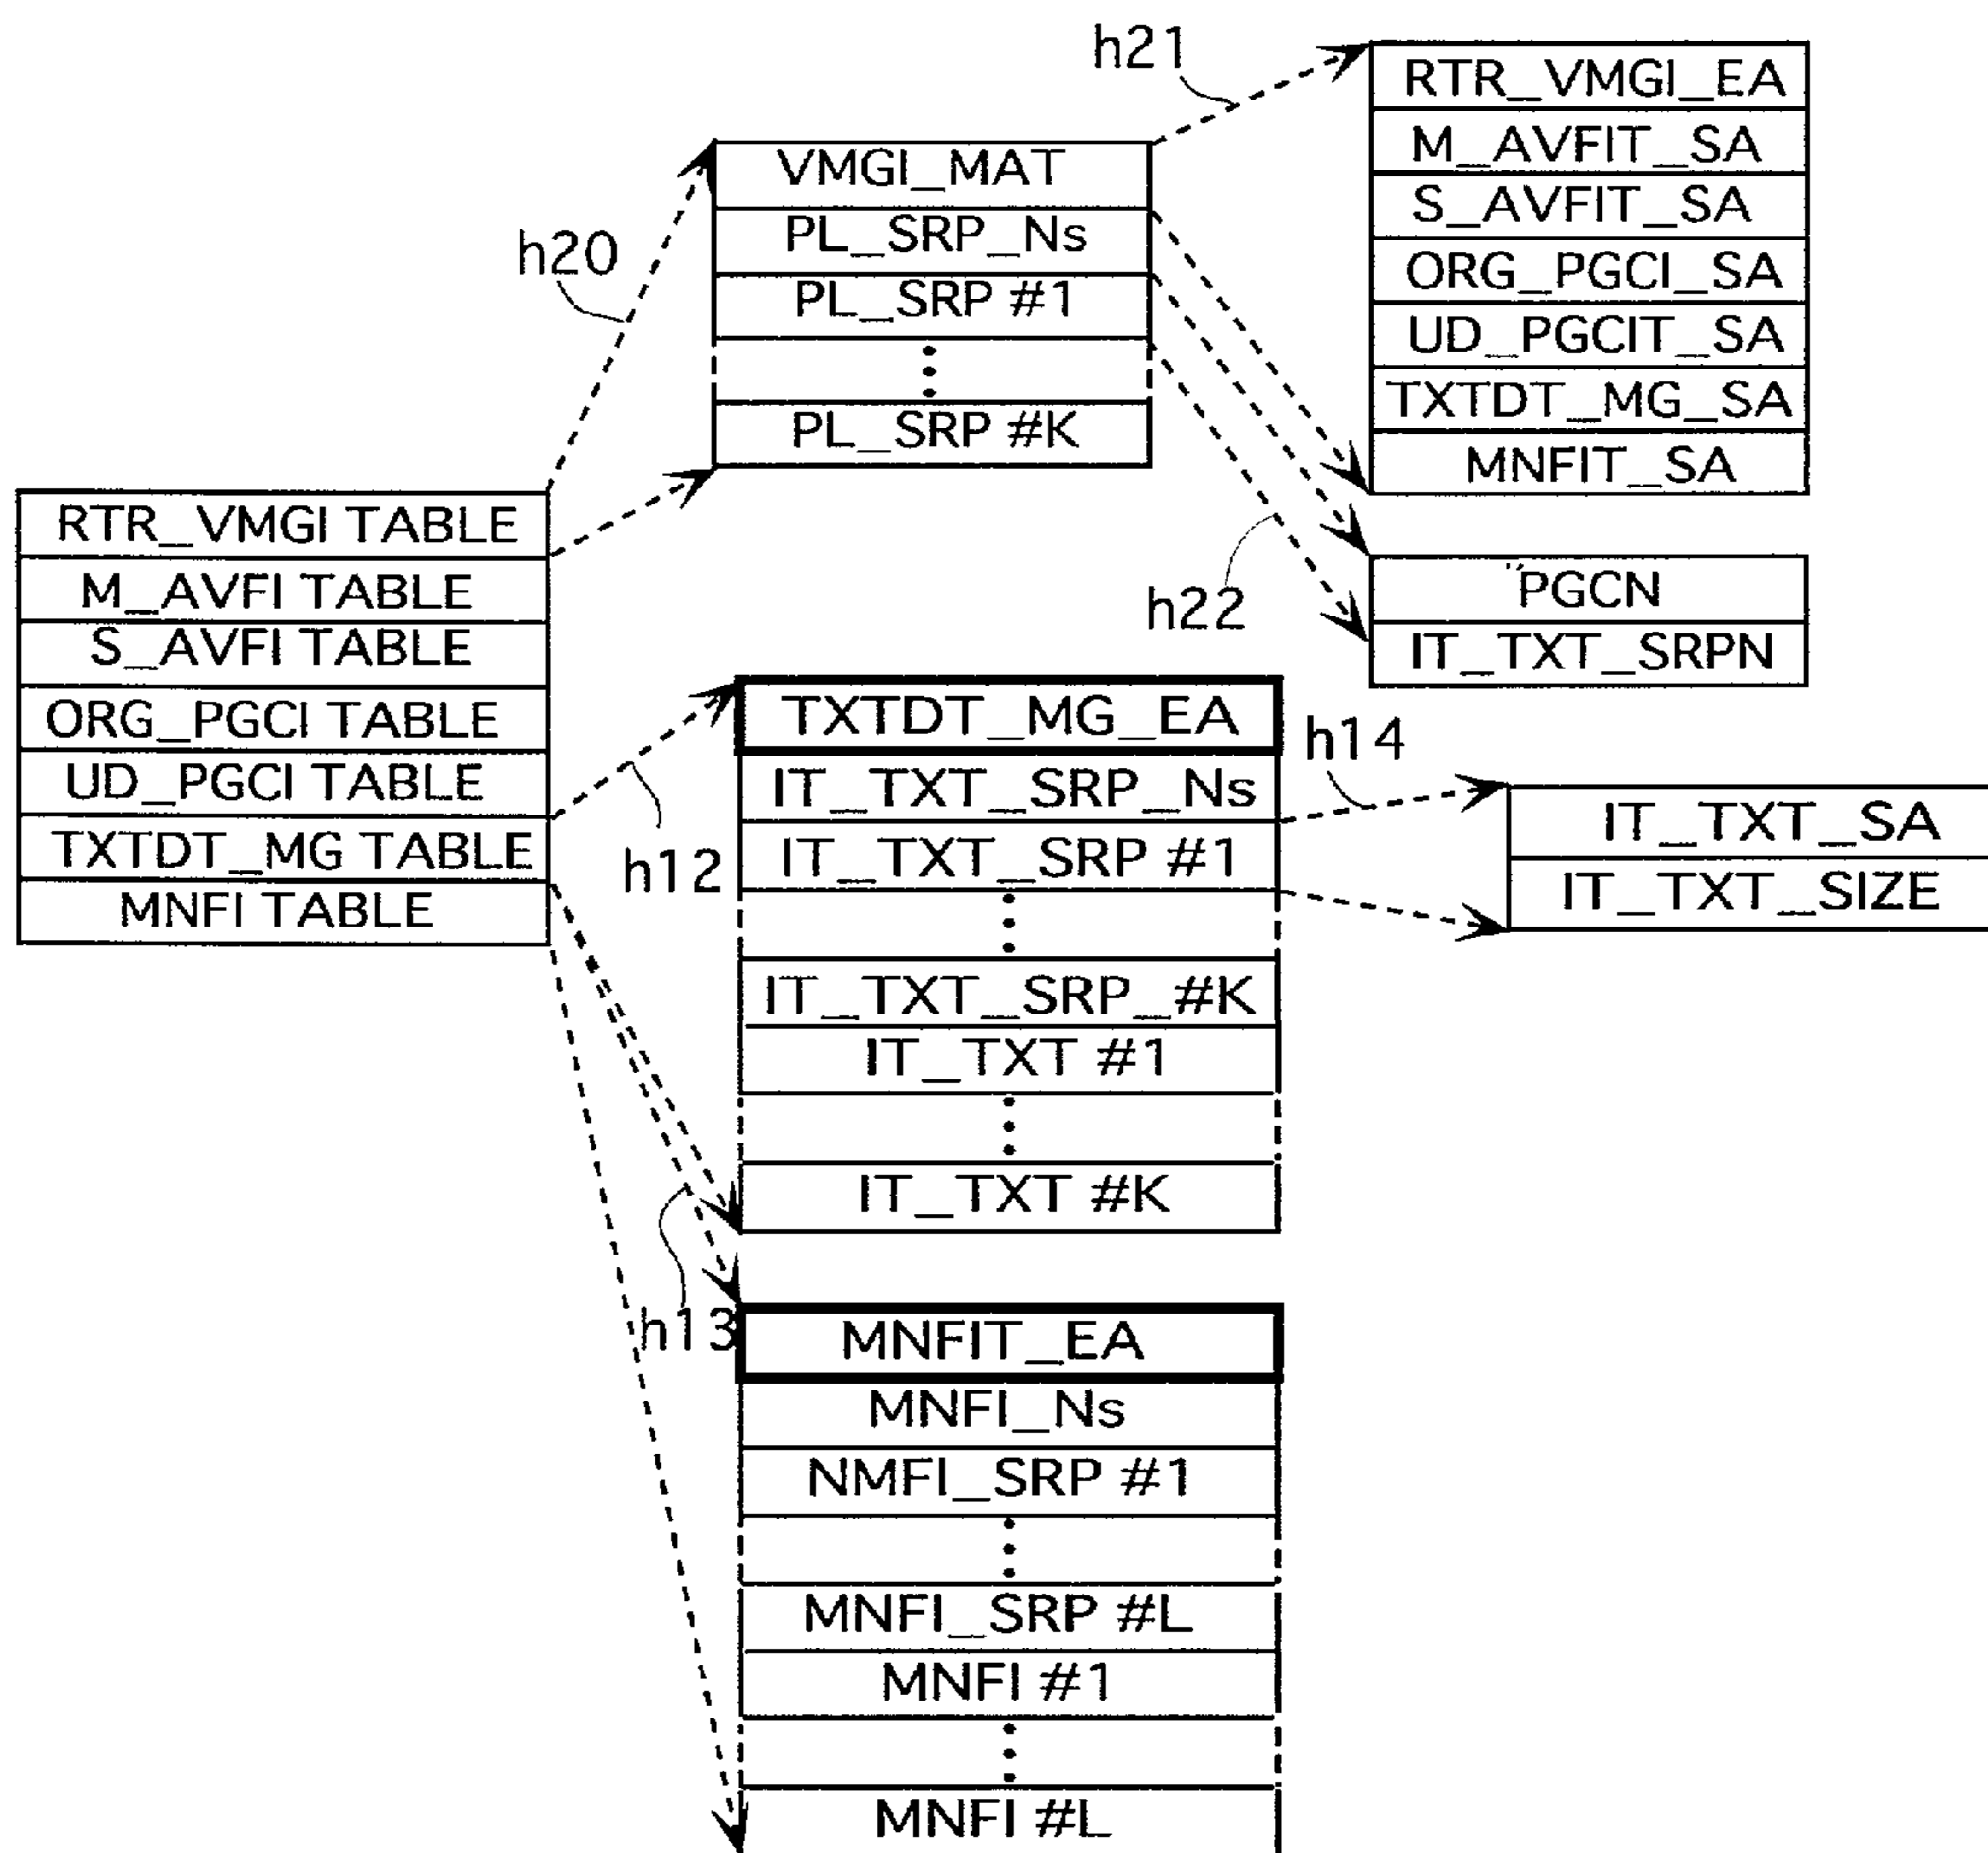 h21
RTR_VMGI_EA
M_AVFIT_SA
S_AVFIT_SA
ORG_PGCI_SA
UD_PGCIT_SA
TXTDT_MG_SA
MNFIT_SA
h20
VMGI_MAT
PL_SRP_Ns
PL_SRP #1
PL_SRP #K
h22
PGCN
IT_TXT_SRPN
RTR_VMGI TABLE
M_AVFI TABLE
S_AVFI TABLE
ORG_PGCI TABLE
UD_PGCI TABLE
TXTDT_MG TABLE
MNFI TABLE
h12
TXTDT_MG_EA
IT_TXT_SRP_Ns
IT_TXT_SRP #1
IT_TXT_SRP_#K
IT_TXT #1
IT_TXT #K
h14
IT_TXT_SA
IT_TXT_SIZE
h13
MNFIT_EA
MNFI_Ns
NMFI_SRP #1
MNFI_SRP #L
MNFI #1
MNFI #L